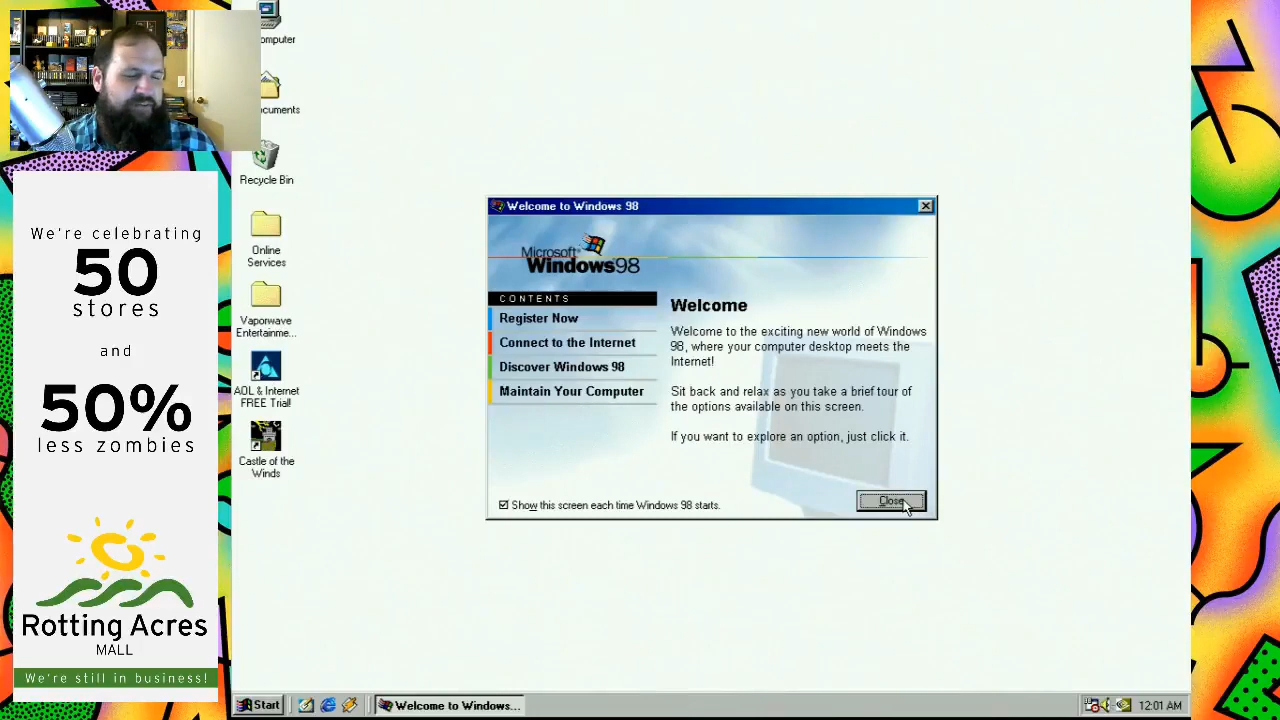 We're celebrating
50
stores
and
50%
less zombies
Rotting Acres
MALL
We're still in business!
omputer
ocuments
Recycle Bin
Online
Services
Vaporwave
Entertainme...
AOL & Internet
FREE Trial!
Castle of the
Winds
Welcome to Windows 98
Microsoft
Windows98
CONTENTS
Register Now
Connect to the Internet
Discover Windows 98
Maintain Your Computer
Welcome
Welcome to the exciting new world of Windows
98, where your computer desktop meets the
Internet!
Sit back and relax as you take a brief tour of
the options available on this screen.
If you want to explore an option, just click it.
Show this screen each time Windows 98 starts.
Close
Start
Welcome to Windows...
12:01 AM